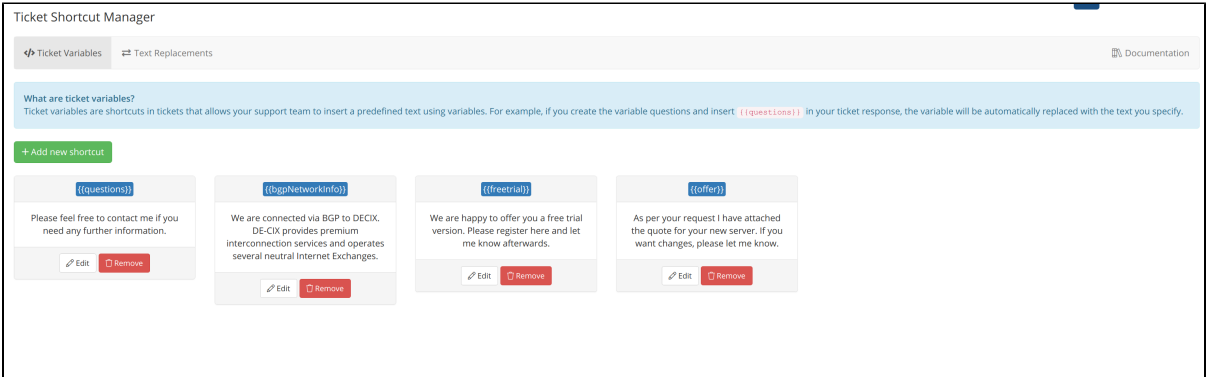 Ticket Shortcut Manager
</> Ticket Variables
Text Replacements
Documentation
What are ticket variables?
Ticket variables are shortcuts in tickets that allows your support team to insert a predefined text using variables. For example, if you create the variable questions and insert {{questions}} in your ticket response, the variable will be automatically replaced with the text you specify.
+ Add new shortcut
{{questions}}
Please feel free to contact me if you
need any further information.
Edit
Remove
{{bgpNetworkInfo}}
We are connected via BGP to DECIX.
DE-CIX provides premium
interconnection services and operates
several neutral Internet Exchanges.
Edit
Remove
{{freetrial}}
We are happy to offer you a free trial
version. Please register here and let
me know afterwards.
Edit
Remove
{{offer}}
As per your request I have attached
the quote for your new server. If you
want changes, please let me know.
Edit
Remove